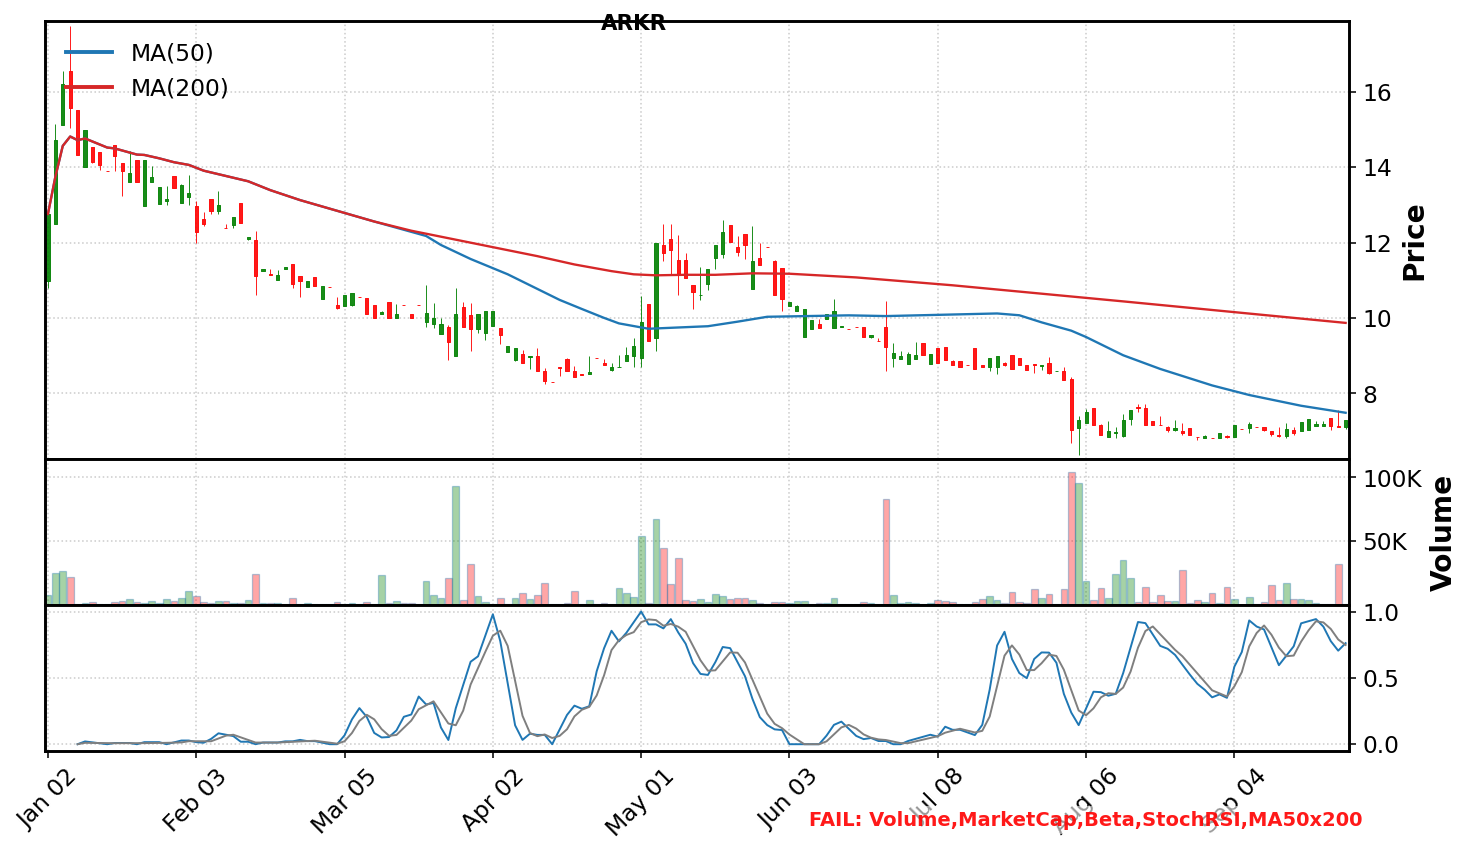 ARKR
MA(50)
MA(200)
16
14
12
10
8
Price
100K
50K
Volume
1.0
0.5
0.0
Jan 02
Feb 03
Mar 05
Apr 02
May 01
Jun 03
Jul 08
Aug 06
Sep 04
FAIL: Volume,MarketCap,Beta,StochRSI,MA50x200